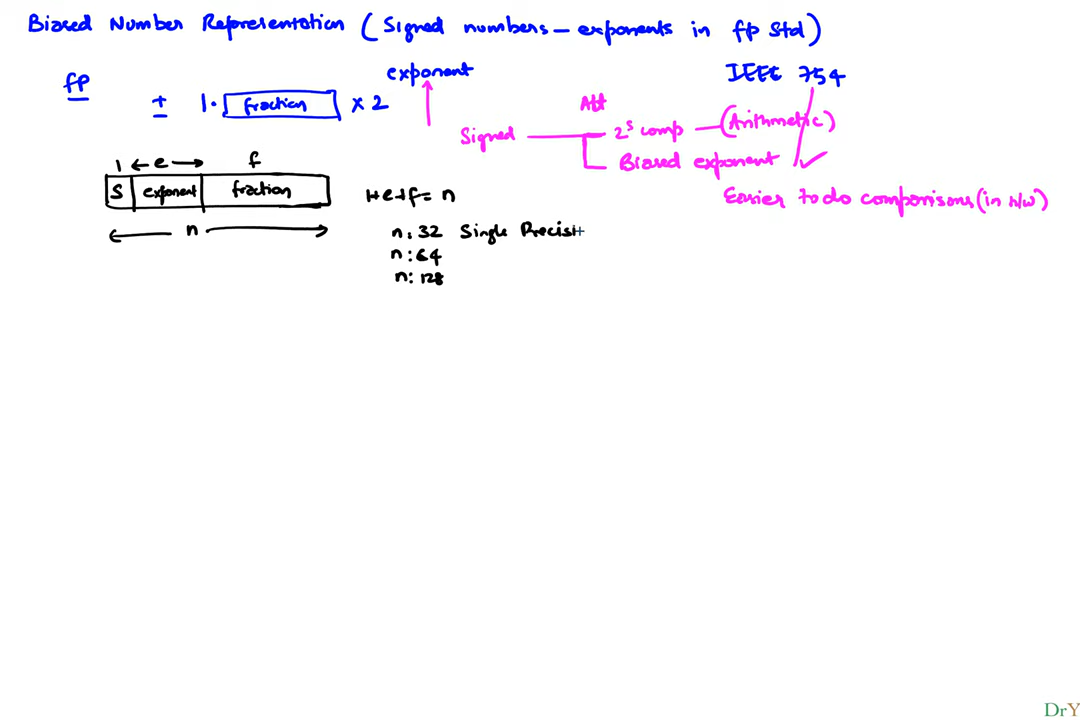 Biased Number Representation (Signed numbers - exponents in fp Std)
fp
± 1. fraction × 2 exponent
IEEE 754
Signed
Alt
2's comp - (Arithmetic)
Biased exponent
Easier to do comparisons (in h/w)
1 e f
S exponent fraction
n
1+e+f = n
n: 32 Single Precisi
n: 64
n: 128
DrY